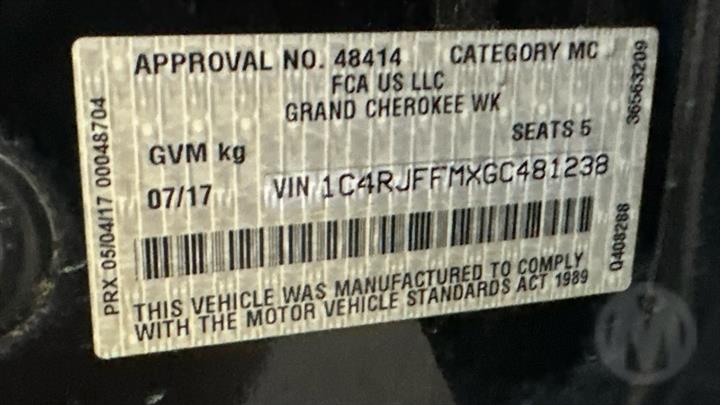 APPROVAL NO. 48414 CATEGORY MC
FCA US LLC
GRAND CHEROKEE WK
SEATS 5
GVM kg
07/17 VIN 1C4RJFFMXGC481238
THIS VEHICLE WAS MANUFACTURED TO COMPLY
WITH THE MOTOR VEHICLE STANDARDS ACT 1989
PRX 05/04/17 00048704
36563209
0408288
M